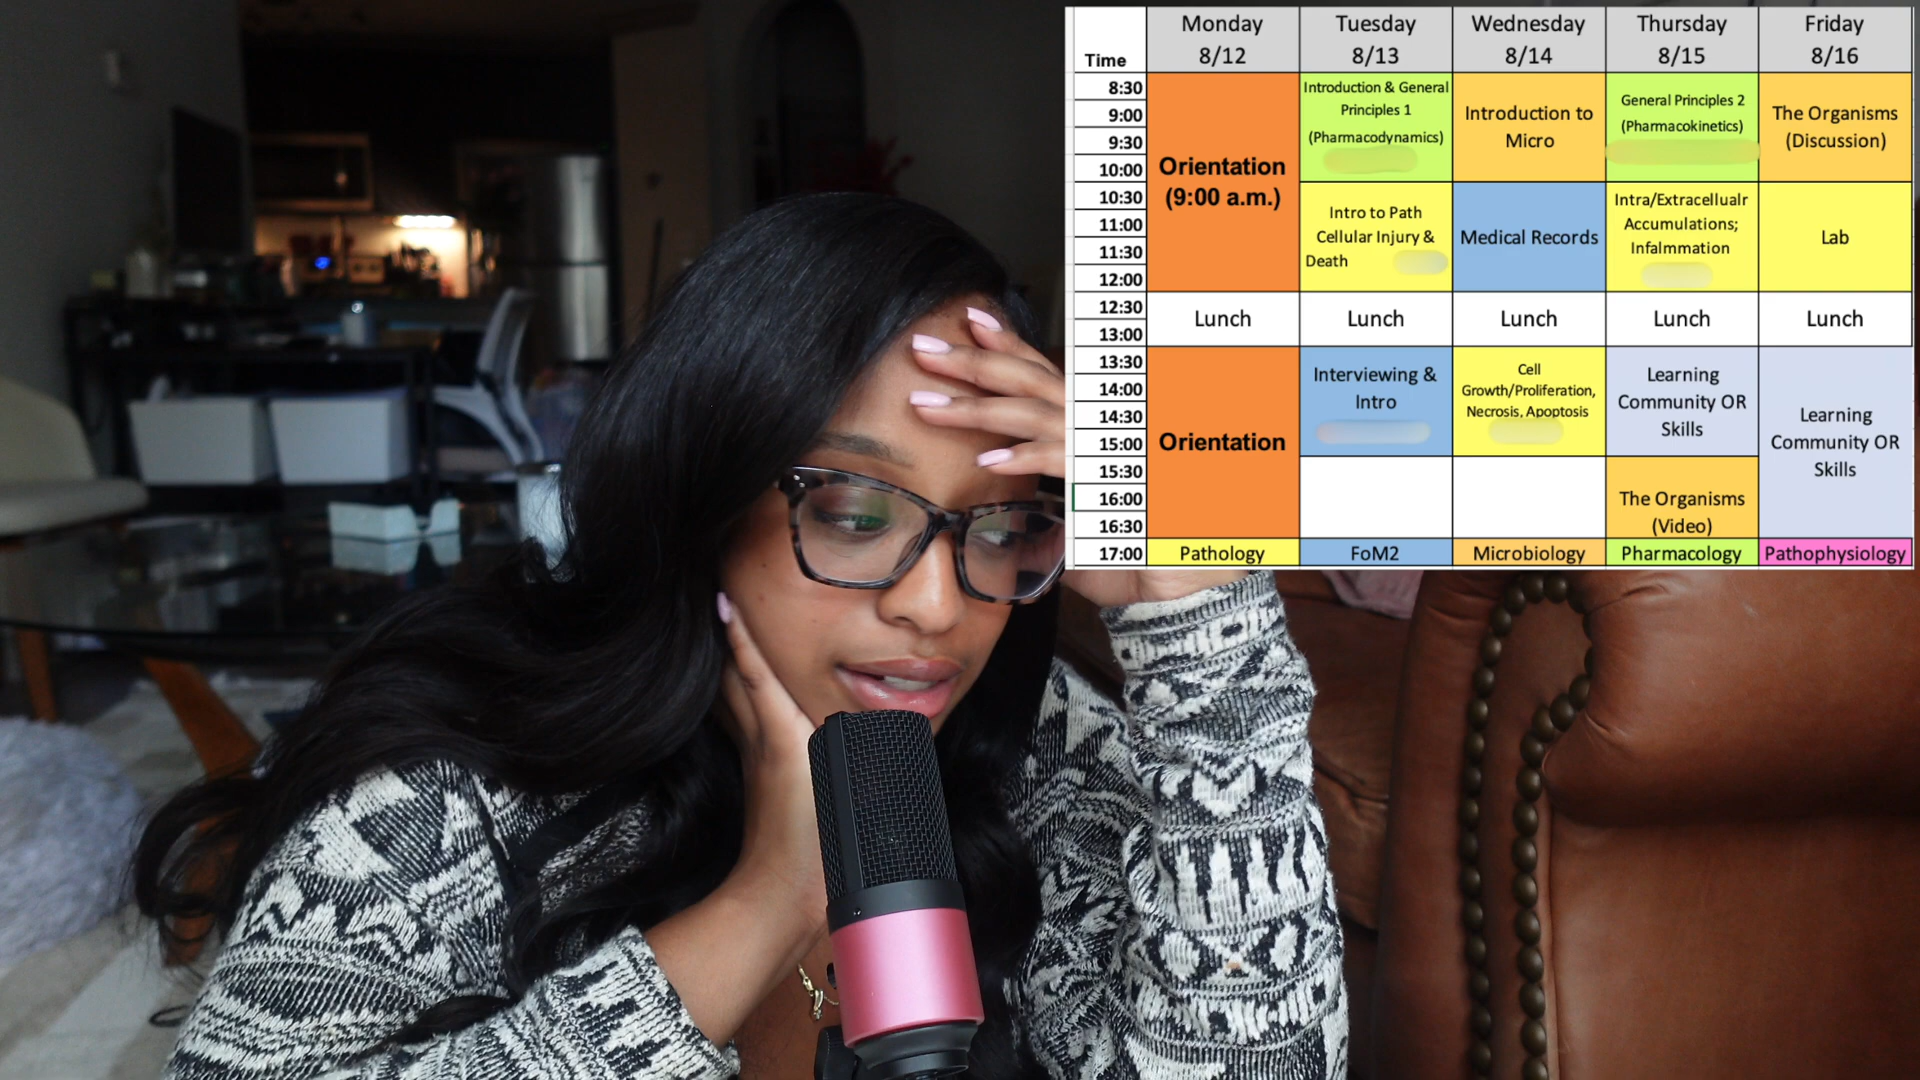 Monday Tuesday Wednesday Thursday Friday
Time 8/12 8/13 8/14 8/15 8/16
8:30
9:00
9:30
10:00
10:30
11:00
11:30
12:00
12:30
13:00
13:30
14:00
14:30
15:00
15:30
16:00
16:30
17:00
Orientation
(9:00 a.m.)
Introduction & General
Principles 1
(Pharmacodynamics)
Introduction to
Micro
General Principles 2
(Pharmacokinetics)
The Organisms
(Discussion)
Intro to Path
Cellular Injury &
Death
Medical Records
Intra/Extracellualr
Accumulations;
Infalmmation
Lab
Lunch Lunch Lunch Lunch Lunch
Orientation
Interviewing &
Intro
Cell
Growth/Proliferation,
Necrosis, Apoptosis
Learning
Community OR
Skills
Learning
Community OR
Skills
The Organisms
(Video)
Pathology FoM2 Microbiology Pharmacology Pathophysiology